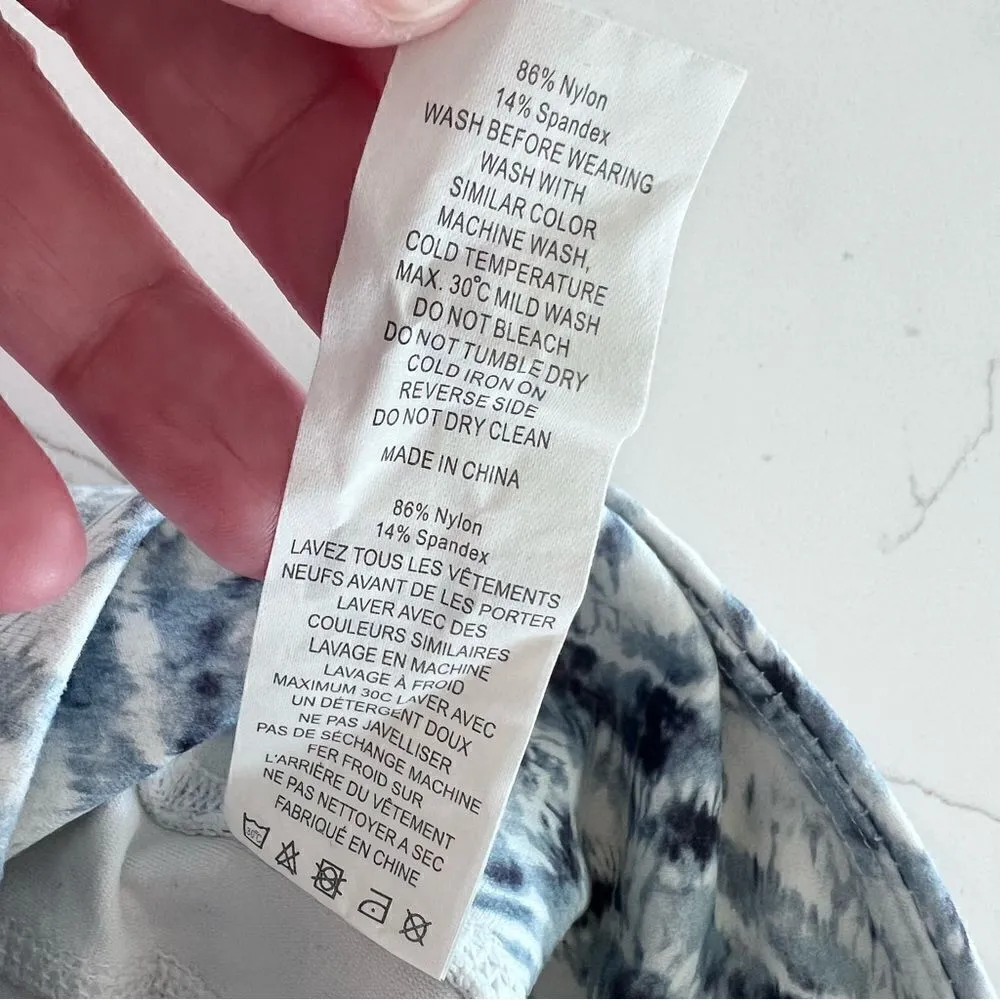 86% Nylon
14% Spandex
WASH BEFORE WEARING
WASH WITH
SIMILAR COLOR
MACHINE WASH,
COLD TEMPERATURE
MAX. 30°C MILD WASH
DO NOT BLEACH
DO NOT TUMBLE DRY
COLD IRON ON
REVERSE SIDE
DO NOT DRY CLEAN
MADE IN CHINA
86% Nylon
14% Spandex
LAVEZ TOUS LES VÊTEMENTS
NEUFS AVANT DE LES PORTER
LAVER AVEC DES
COULEURS SIMILAIRES
LAVAGE EN MACHINE
LAVAGE À FROID
MAXIMUM 30C LAVER AVEC
UN DÉTERGENT DOUX
NE PAS JAVELLISER
PAS DE SÉCHANGE MACHINE
FER FROID SUR
L'ARRIÈRE DU VÊTEMENT
NE PAS NETTOYER A SEC
FABRIQUÉ EN CHINE
30°C